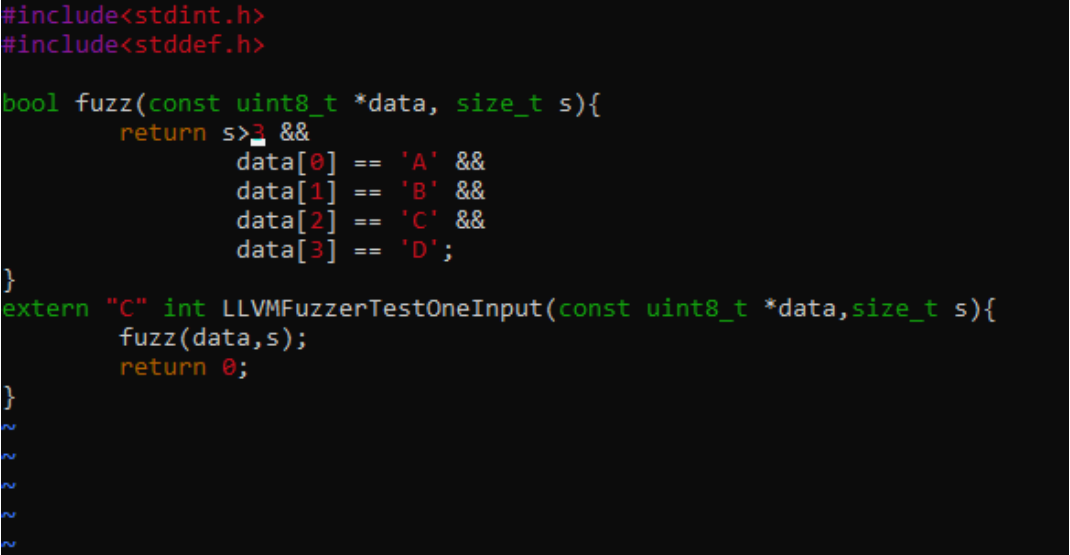 #include<stdint.h>
#include<stddef.h>

bool fuzz(const uint8_t *data, size_t s){
        return s>3 &&
                data[0] == 'A' &&
                data[1] == 'B' &&
                data[2] == 'C' &&
                data[3] == 'D';
}
extern "C" int LLVMFuzzerTestOneInput(const uint8_t *data,size_t s){
        fuzz(data,s);
        return 0;
}
~
~
~
~
~